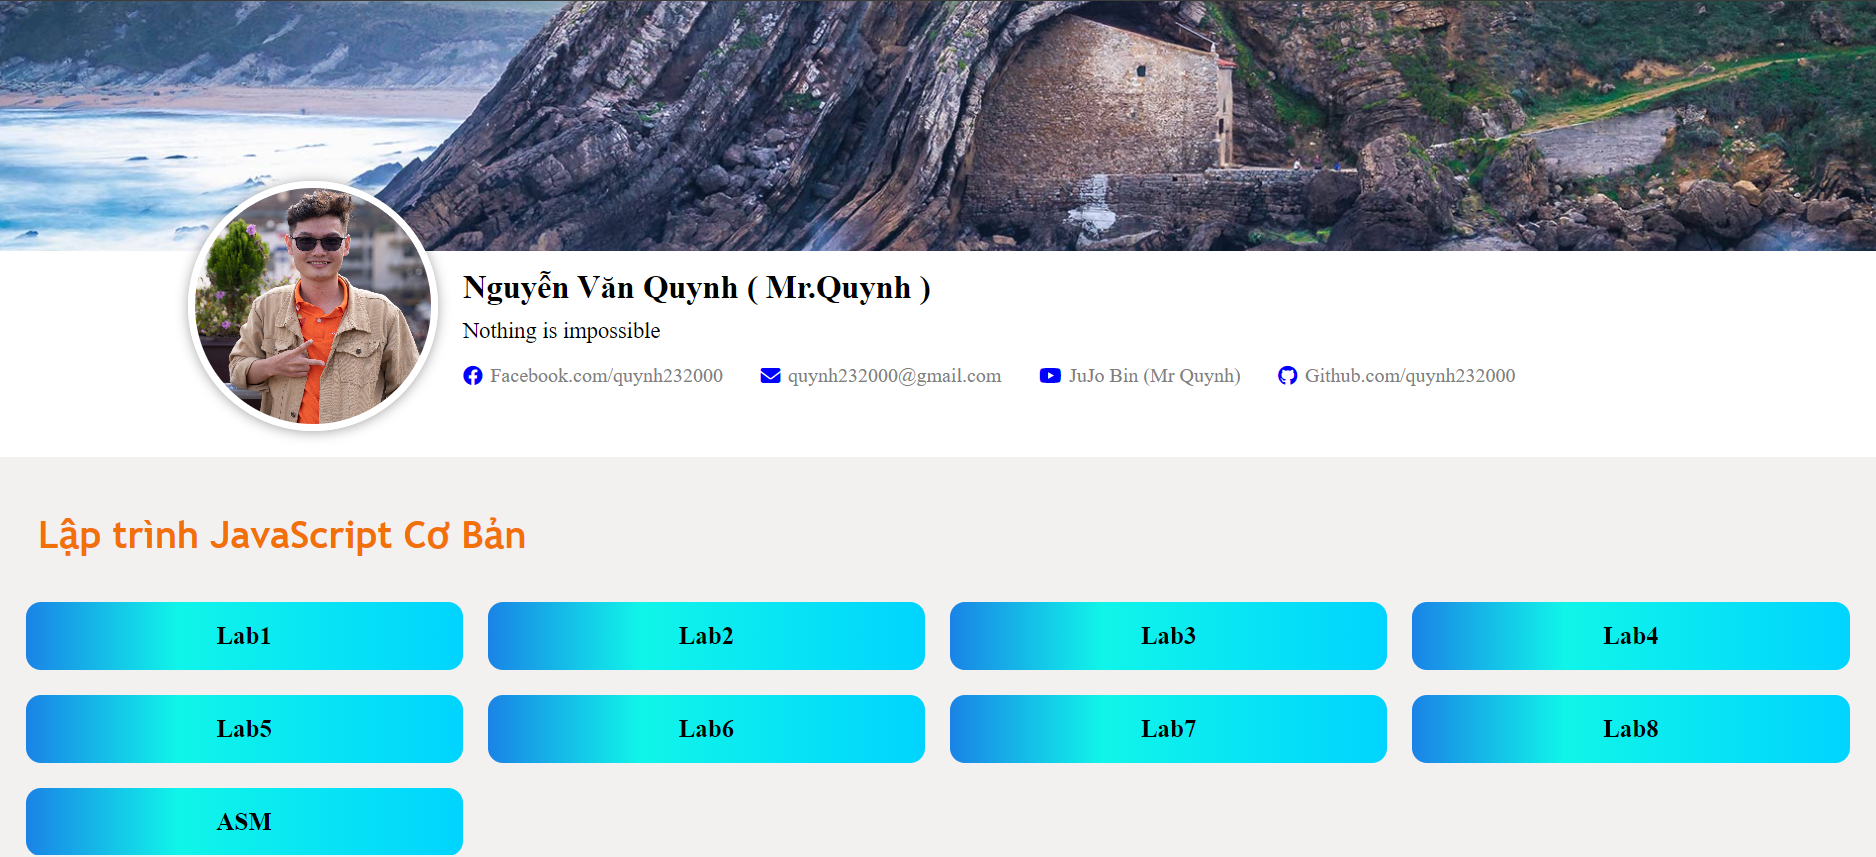 Nguyễn Văn Quynh ( Mr.Quynh )
Nothing is impossible
Facebook.com/quynh232000 quynh232000@gmail.com JuJo Bin (Mr Quynh) Github.com/quynh232000
Lập trình JavaScript Cơ Bản
Lab1 Lab2 Lab3 Lab4
Lab5 Lab6 Lab7 Lab8
ASM